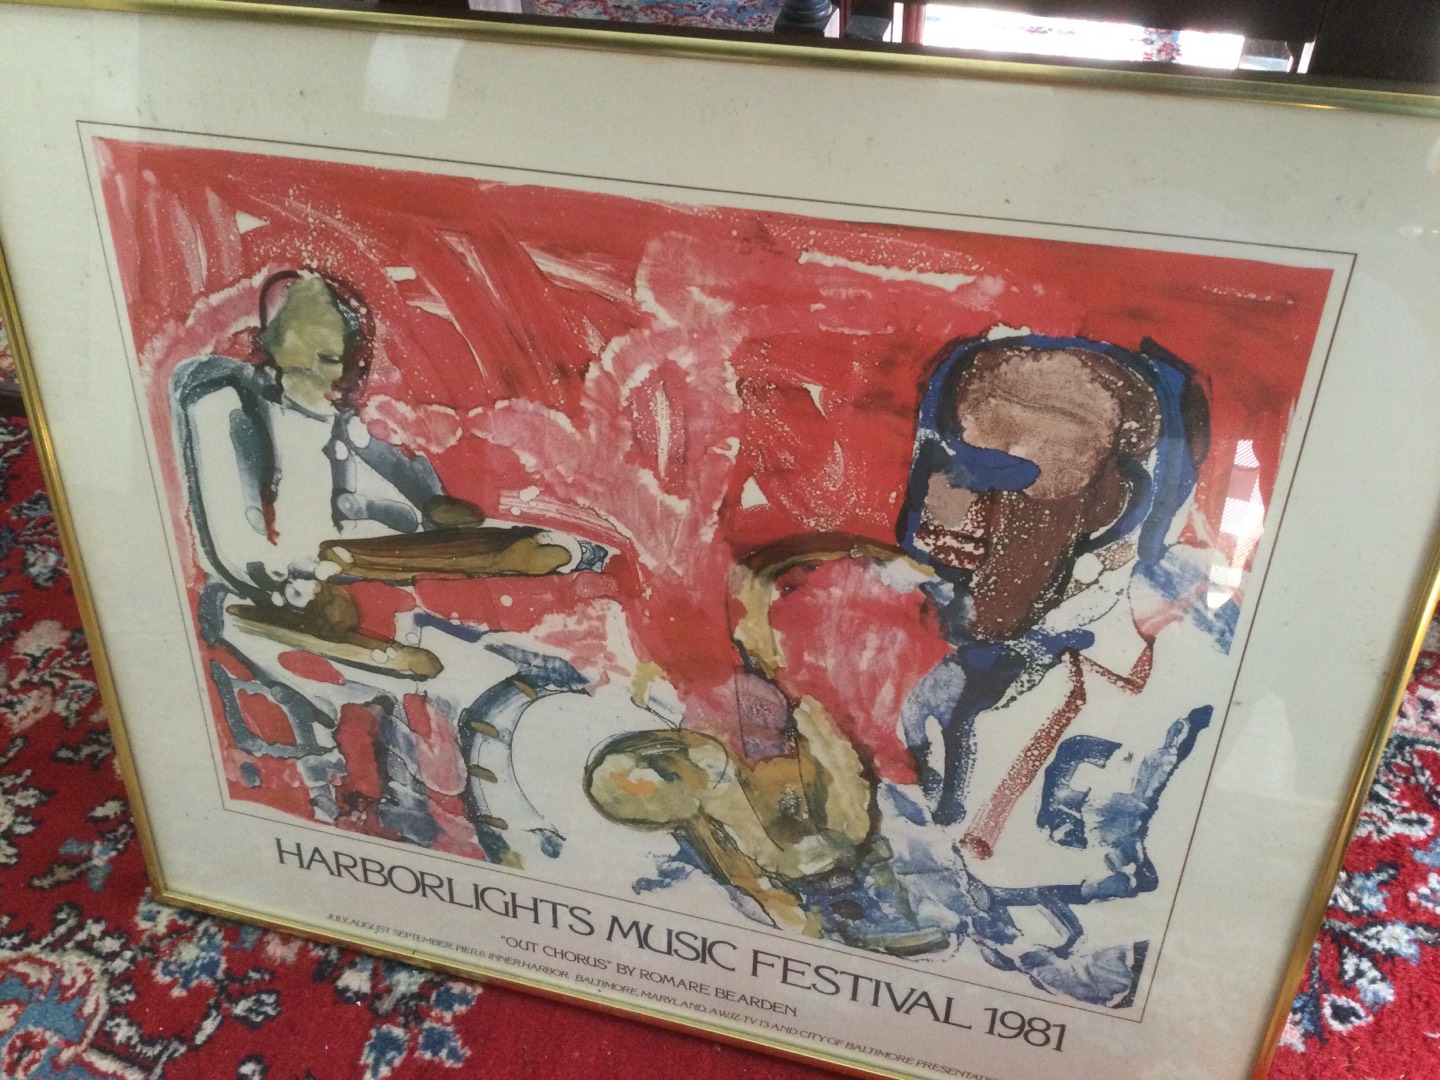 HARBORLIGHTS MUSIC FESTIVAL 1981
"OUT CHORUS" BY ROMARE BEARDEN
JULY, AUGUST, SEPTEMBER, PIER 6, INNER HARBOR, BALTIMORE, MARYLAND, A WJZ-TV 13 AND CITY OF BALTIMORE PRESENTATION